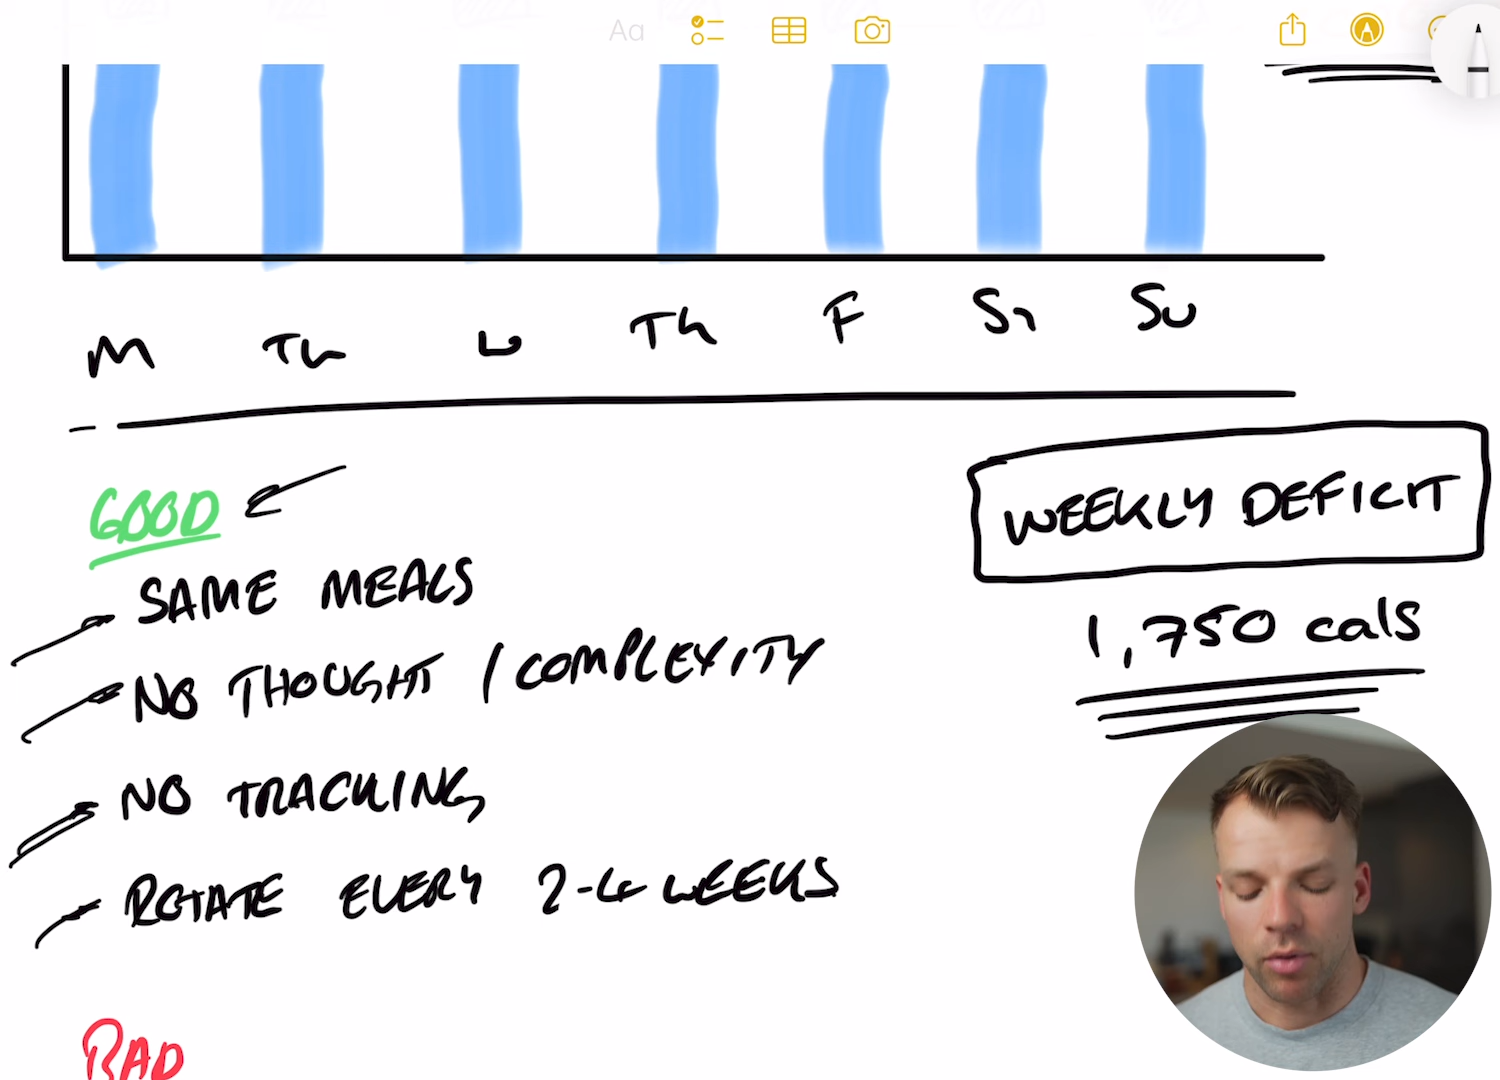 Aa
M Tu W Th F Sa Su
GOOD
WEEKLY DEFICIT
SAME MEALS
1,750 cals
NO THOUGHT / COMPLEXITY
NO TRACKING
ROTATE EVERY 2-4 WEEKS
BAD